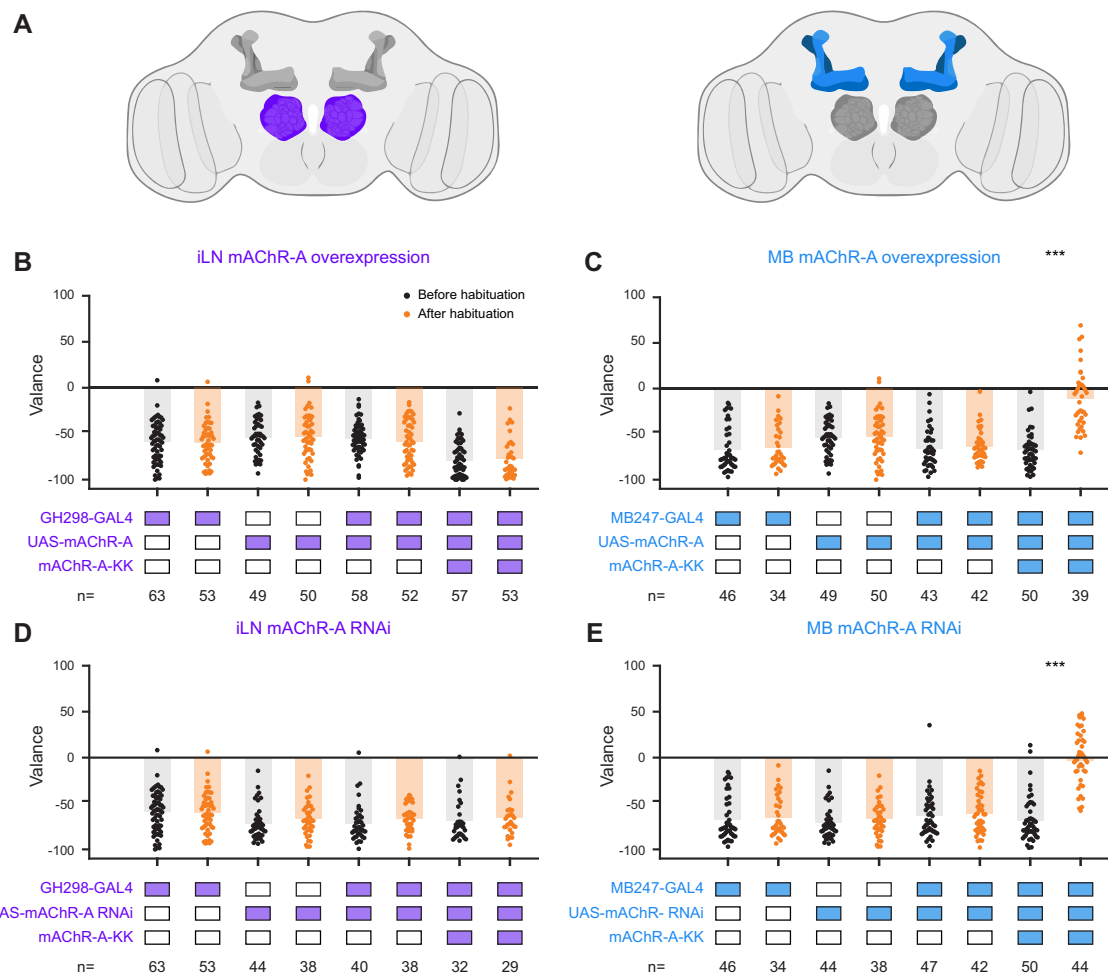 A
B
iLN mAChR-A overexpression
C
MB mAChR-A overexpression
***
Before habituation
After habituation
Valance
100
50
0
-50
-100
GH298-GAL4
UAS-mAChR-A
mAChR-A-KK
n= 63 53 49 50 58 52 57 53
Valance
100
50
0
-50
-100
MB247-GAL4
UAS-mAChR-A
mAChR-A-KK
n= 46 34 49 50 43 42 50 39
D
iLN mAChR-A RNAi
E
MB mAChR-A RNAi
***
Valance
100
50
0
-50
-100
GH298-GAL4
AS-mAChR-A RNAi
mAChR-A-KK
n= 63 53 44 38 40 38 32 29
Valance
100
50
0
-50
-100
MB247-GAL4
UAS-mAChR- RNAi
mAChR-A-KK
n= 46 34 44 38 47 42 50 44